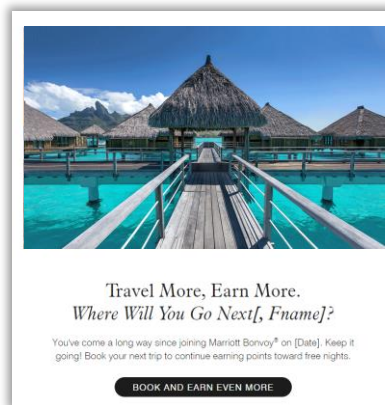 Travel More, Earn More.
Where Will You Go Next[, Fname]?
You've come a long way since joining Marriott Bonvoy® on [Date]. Keep it
going! Book your next trip to continue earning points toward free nights.
BOOK AND EARN EVEN MORE